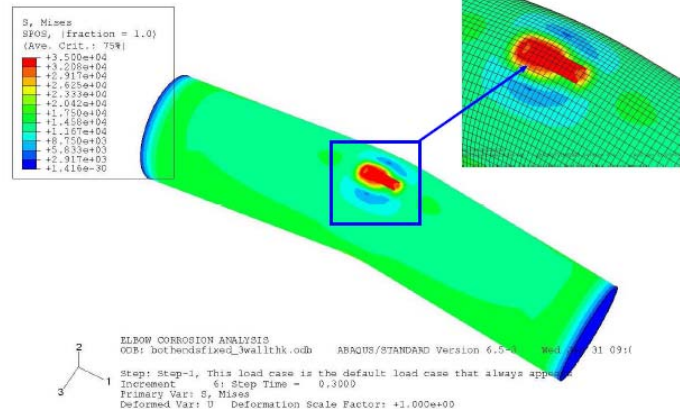 S, Mises
SPOS, (fraction = 1.0)
(Ave. Crit.: 75%)
+3.500e+04
+3.208e+04
+2.917e+04
+2.625e+04
+2.333e+04
+2.042e+04
+1.750e+04
+1.458e+04
+1.167e+04
+8.750e+03
+5.833e+03
+2.917e+03
+1.416e-30
2
1
3
ELBOW CORROSION ANALYSIS
ODB: bothendsfixed_3wallthk.odb ABAQUS/STANDARD Version 6.5- Wed 31 09:(
Step: Step-1, This load case is the default load case that always appe
Increment 6: Step Time = 0.3000
Primary Var: S, Mises
Deformed Var: U Deformation Scale Factor: +1.000e+00